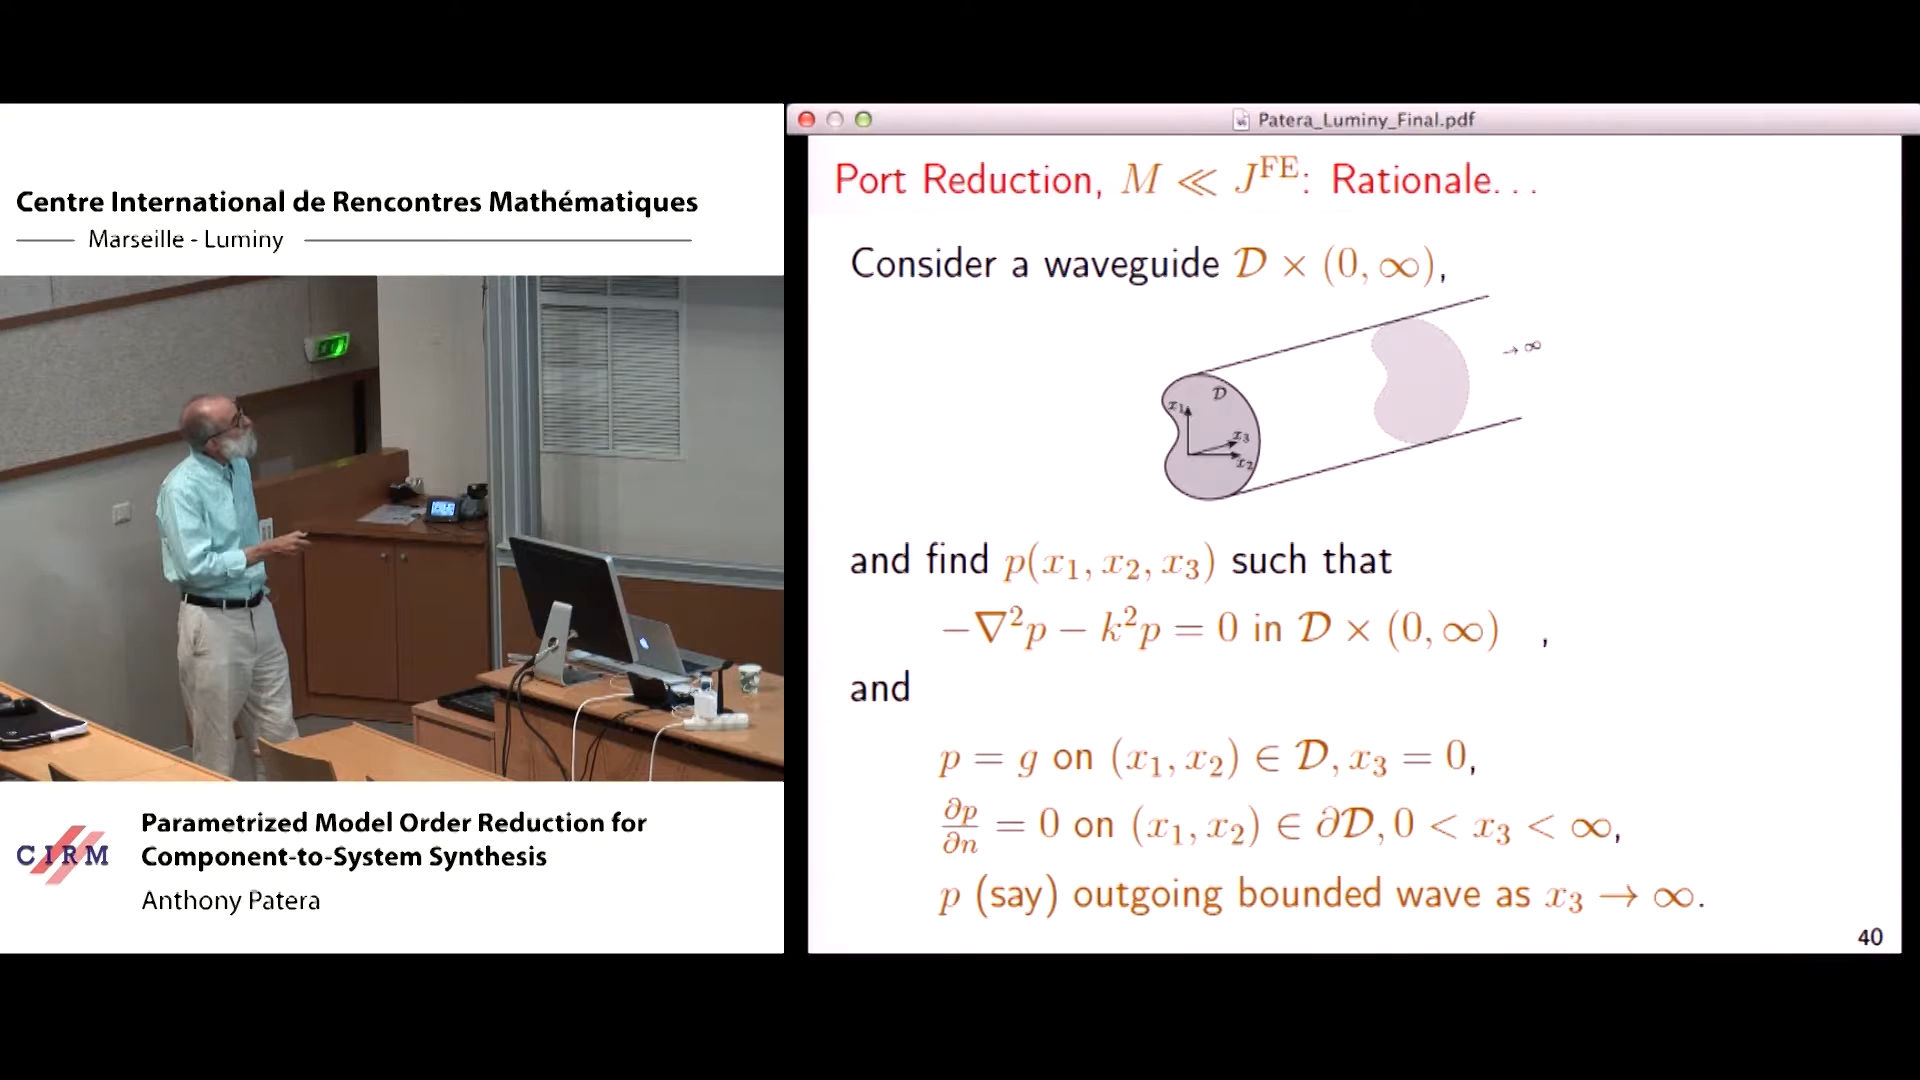 Centre International de Rencontres Mathématiques
Marseille - Luminy
Patera_Luminy_Final.pdf
Port Reduction, M ≪ J^FE: Rationale...
Consider a waveguide 𝒟 × (0, ∞),
→ ∞
𝒟
x₁
x₃
x₂
and find p(x₁, x₂, x₃) such that
−∇²p − k²p = 0 in 𝒟 × (0, ∞) ,
and
p = g on (x₁, x₂) ∈ 𝒟, x₃ = 0,
∂p/∂n = 0 on (x₁, x₂) ∈ ∂𝒟, 0 < x₃ < ∞,
p (say) outgoing bounded wave as x₃ → ∞.
40
CIRM
Parametrized Model Order Reduction for
Component-to-System Synthesis
Anthony Patera